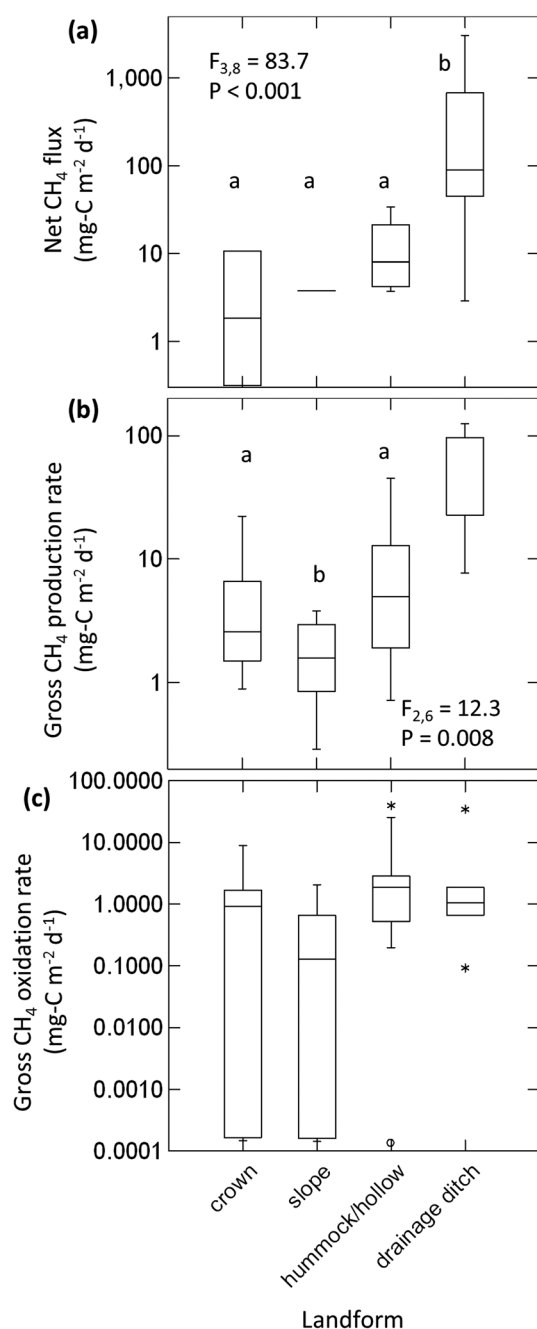 (a)
F3,8 = 83.7
P < 0.001
b
a a a
1,000
100
10
1
Net CH4 flux
(mg-C m-2 d-1)
(b)
a
b
a
F2,6 = 12.3
P = 0.008
100
10
1
Gross CH4 production rate
(mg-C m-2 d-1)
(c)
100.0000
10.0000
1.0000
0.1000
0.0100
0.0010
0.0001
Gross CH4 oxidation rate
(mg-C m-2 d-1)
crown
slope
hummock/hollow
drainage ditch
Landform